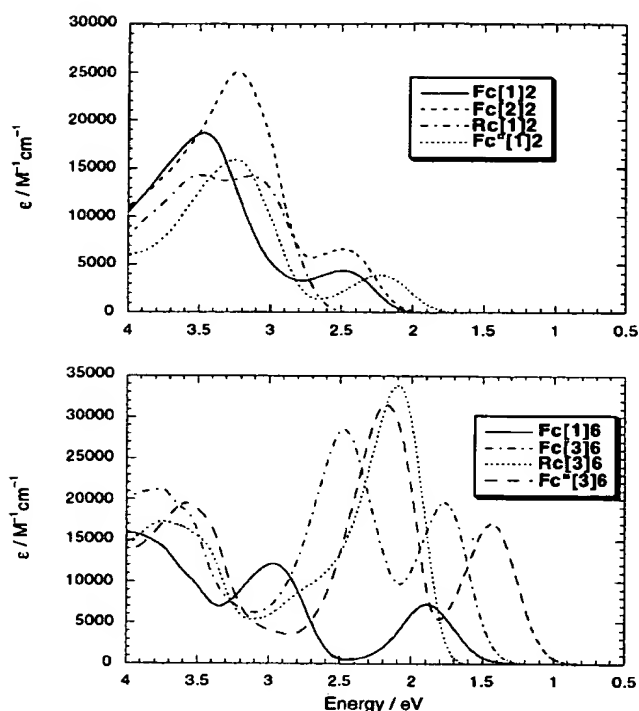 30000
25000
20000
15000
10000
5000
0
ε / M⁻¹cm⁻¹
Fc[1]2
Fc[2]2
Rc[1]2
Fc"[1]2
4
3.5
3
2.5
2
1.5
1
0.5
35000
30000
25000
20000
15000
10000
5000
0
ε / M⁻¹cm⁻¹
Fc[1]6
Fc[3]6
Rc[3]6
Fc"[3]6
4
3.5
3
2.5
2
1.5
1
0.5
Energy / eV